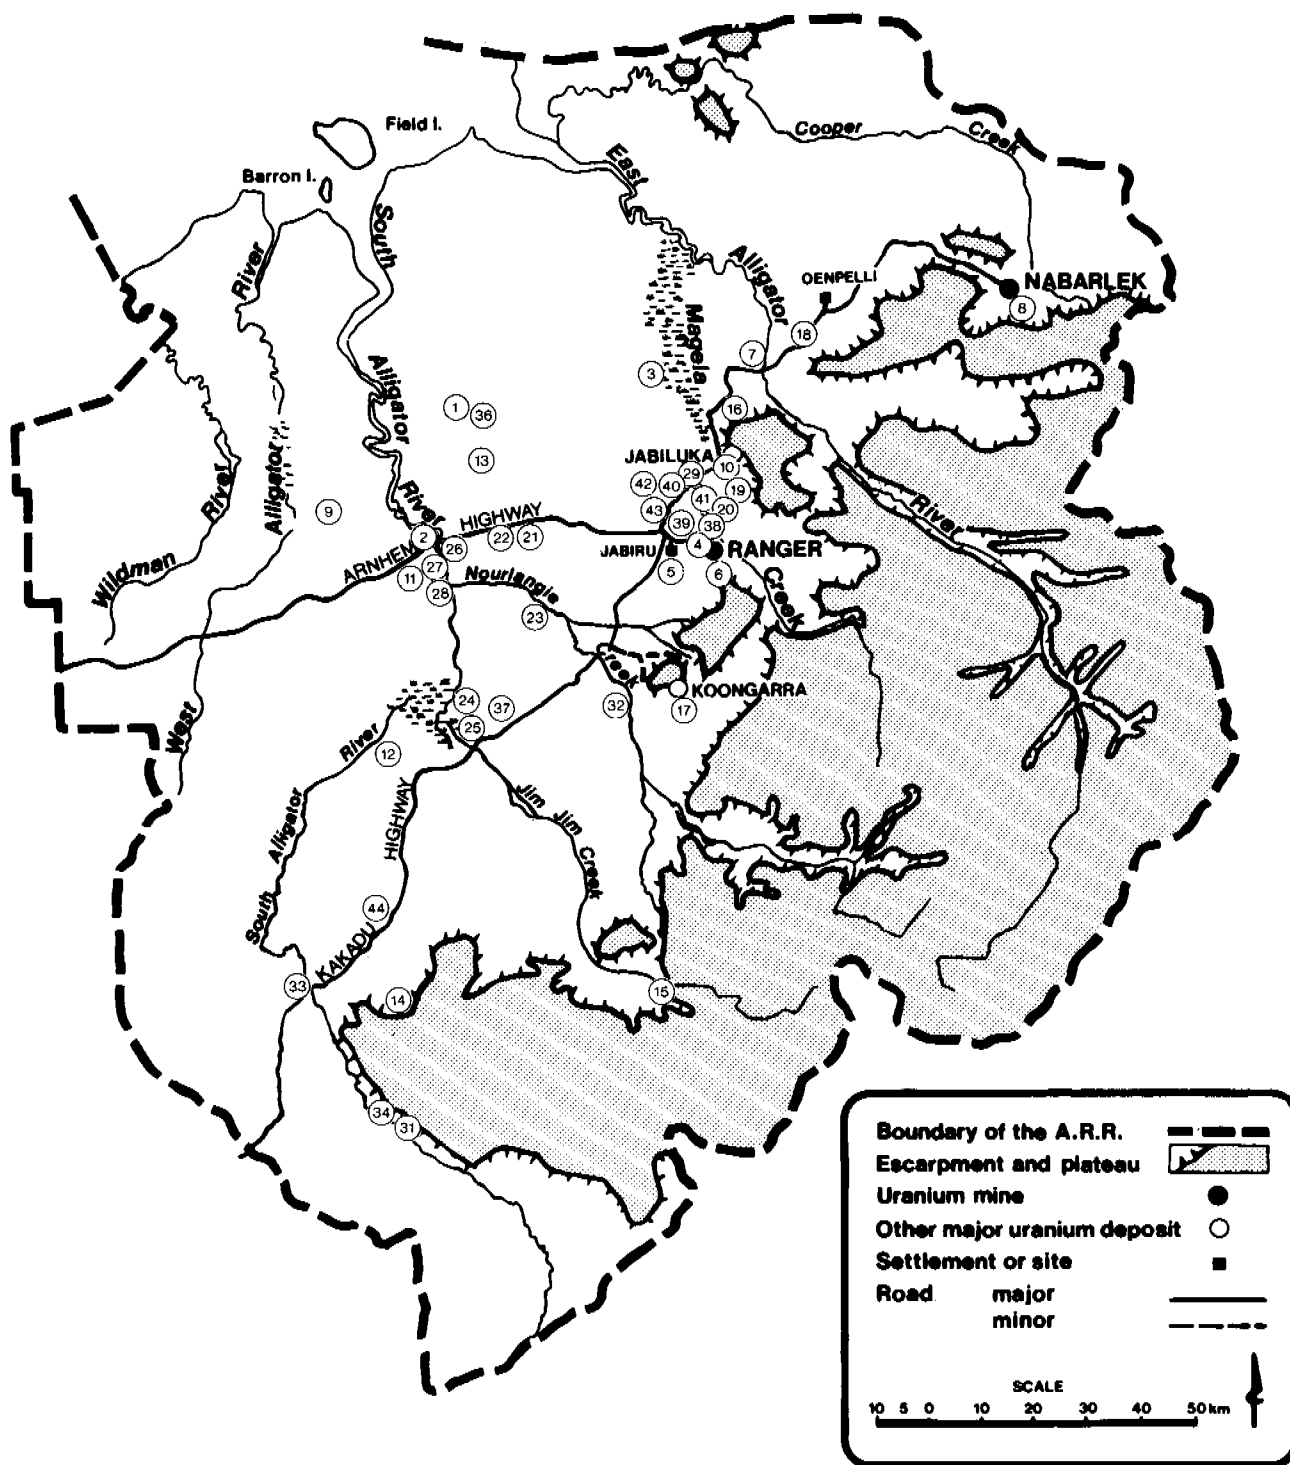 Field I.
Barron I.
Cooper Creek
East Alligator River
South Alligator River
River
Alligator
West
Wildman River
Magela Creek
OENPELLI
NABARLEK
8
18
7
3
16
1
36
13
JABILUKA
10
29
42
40
41
19
43
20
39
38
9
2
ARNHEM HIGHWAY
26
22
21
4
JABIRU
RANGER
5
6
11
27
28
Nourlangie Creek
23
KOONGARRA
17
32
24
37
25
12
South Alligator River
Jim Jim Creek
KAKADU HIGHWAY
44
33
14
15
34
31
Boundary of the A.R.R.
Escarpment and plateau
Uranium mine
Other major uranium deposit
Settlement or site
Road major
minor
SCALE
10 5 0 10 20 30 40 50 km